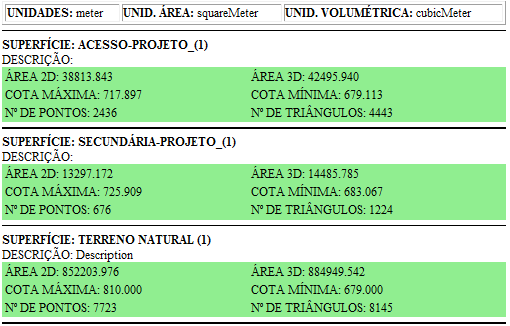 UNIDADES: meter UNID. ÁREA: squareMeter UNID. VOLUMÉTRICA: cubicMeter
SUPERFÍCIE: ACESSO-PROJETO_(1)
DESCRIÇÃO:
ÁREA 2D: 38813.843 ÁREA 3D: 42495.940
COTA MÁXIMA: 717.897 COTA MÍNIMA: 679.113
Nº DE PONTOS: 2436 Nº DE TRIÂNGULOS: 4443
SUPERFÍCIE: SECUNDÁRIA-PROJETO_(1)
DESCRIÇÃO:
ÁREA 2D: 13297.172 ÁREA 3D: 14485.785
COTA MÁXIMA: 725.909 COTA MÍNIMA: 683.067
Nº DE PONTOS: 676 Nº DE TRIÂNGULOS: 1224
SUPERFÍCIE: TERRENO NATURAL (1)
DESCRIÇÃO: Description
ÁREA 2D: 852203.976 ÁREA 3D: 884949.542
COTA MÁXIMA: 810.000 COTA MÍNIMA: 679.000
Nº DE PONTOS: 7723 Nº DE TRIÂNGULOS: 8145